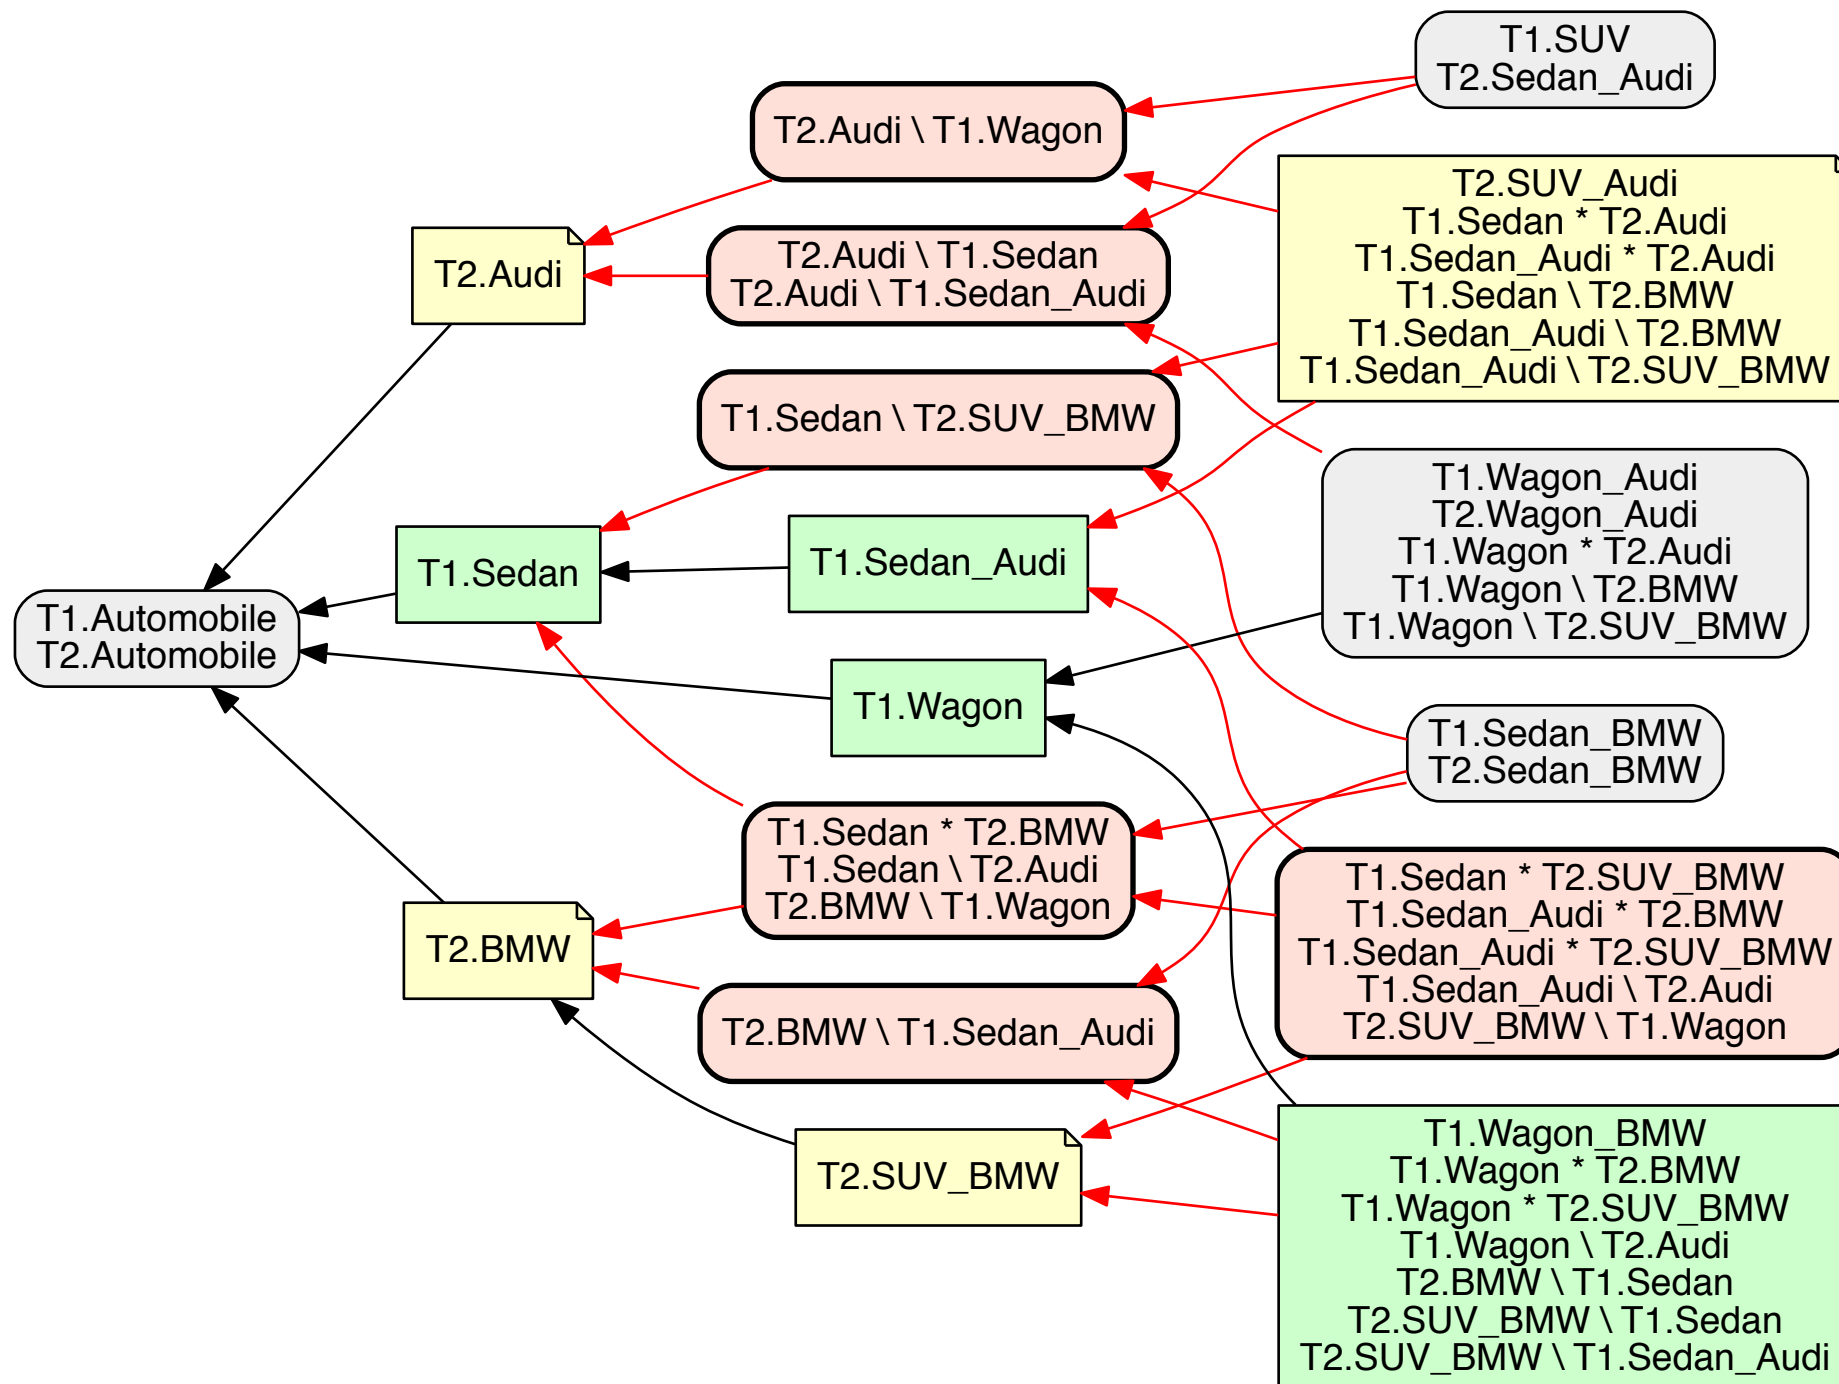 T1.SUV
T2.Sedan_Audi
T2.Audi \ T1.Wagon
T2.SUV_Audi
T1.Sedan * T2.Audi
T1.Sedan_Audi * T2.Audi
T1.Sedan \ T2.BMW
T1.Sedan_Audi \ T2.BMW
T1.Sedan_Audi \ T2.SUV_BMW
T2.Audi
T2.Audi \ T1.Sedan
T2.Audi \ T1.Sedan_Audi
T1.Sedan \ T2.SUV_BMW
T1.Wagon_Audi
T2.Wagon_Audi
T1.Wagon * T2.Audi
T1.Wagon \ T2.BMW
T1.Wagon \ T2.SUV_BMW
T1.Sedan
T1.Sedan_Audi
T1.Automobile
T2.Automobile
T1.Wagon
T1.Sedan_BMW
T2.Sedan_BMW
T1.Sedan * T2.BMW
T1.Sedan \ T2.Audi
T2.BMW \ T1.Wagon
T1.Sedan * T2.SUV_BMW
T1.Sedan_Audi * T2.BMW
T1.Sedan_Audi * T2.SUV_BMW
T1.Sedan_Audi \ T2.Audi
T2.SUV_BMW \ T1.Wagon
T2.BMW
T2.BMW \ T1.Sedan_Audi
T2.SUV_BMW
T1.Wagon_BMW
T1.Wagon * T2.BMW
T1.Wagon * T2.SUV_BMW
T1.Wagon \ T2.Audi
T2.BMW \ T1.Sedan
T2.SUV_BMW \ T1.Sedan
T2.SUV_BMW \ T1.Sedan_Audi